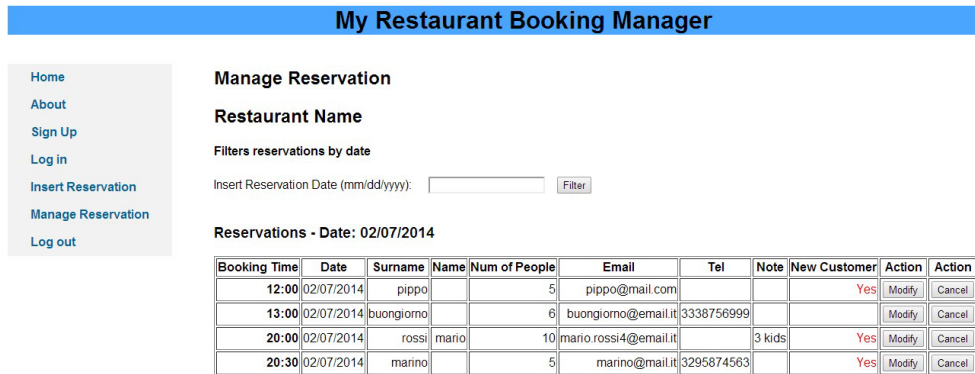 My Restaurant Booking Manager
Home
About
Sign Up
Log in
Insert Reservation
Manage Reservation
Log out
Manage Reservation
Restaurant Name
Filters reservations by date
Insert Reservation Date (mm/dd/yyyy): Filter
Reservations - Date: 02/07/2014
Booking Time Date Surname Name Num of People Email Tel Note New Customer Action Action
12:00 02/07/2014 pippo 5 pippo@mail.com Yes Modify Cancel
13:00 02/07/2014 buongiorno 6 buongiorno@email.it 3338756999 Modify Cancel
20:00 02/07/2014 rossi mario 10 mario.rossi4@email.it 3 kids Yes Modify Cancel
20:30 02/07/2014 marino 5 marino@mail.it 3295874563 Yes Modify Cancel